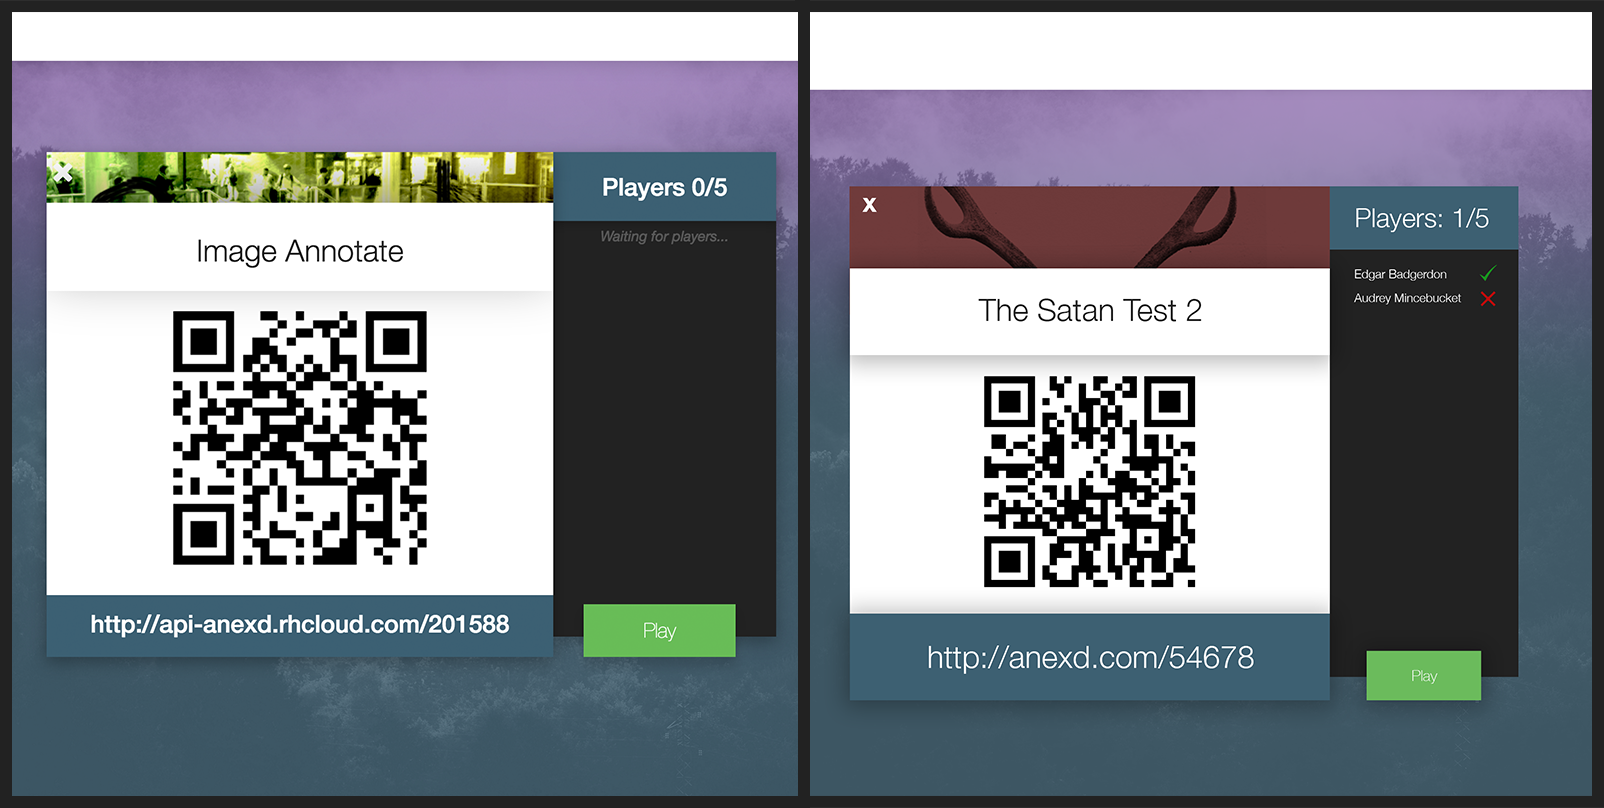 Image Annotate
http://api-anexd.rhcloud.com/201588
Players 0/5
Waiting for players...
Play
X
The Satan Test 2
http://anexd.com/54678
Players: 1/5
Edgar Badgerdon
Audrey Mincebucket
Play